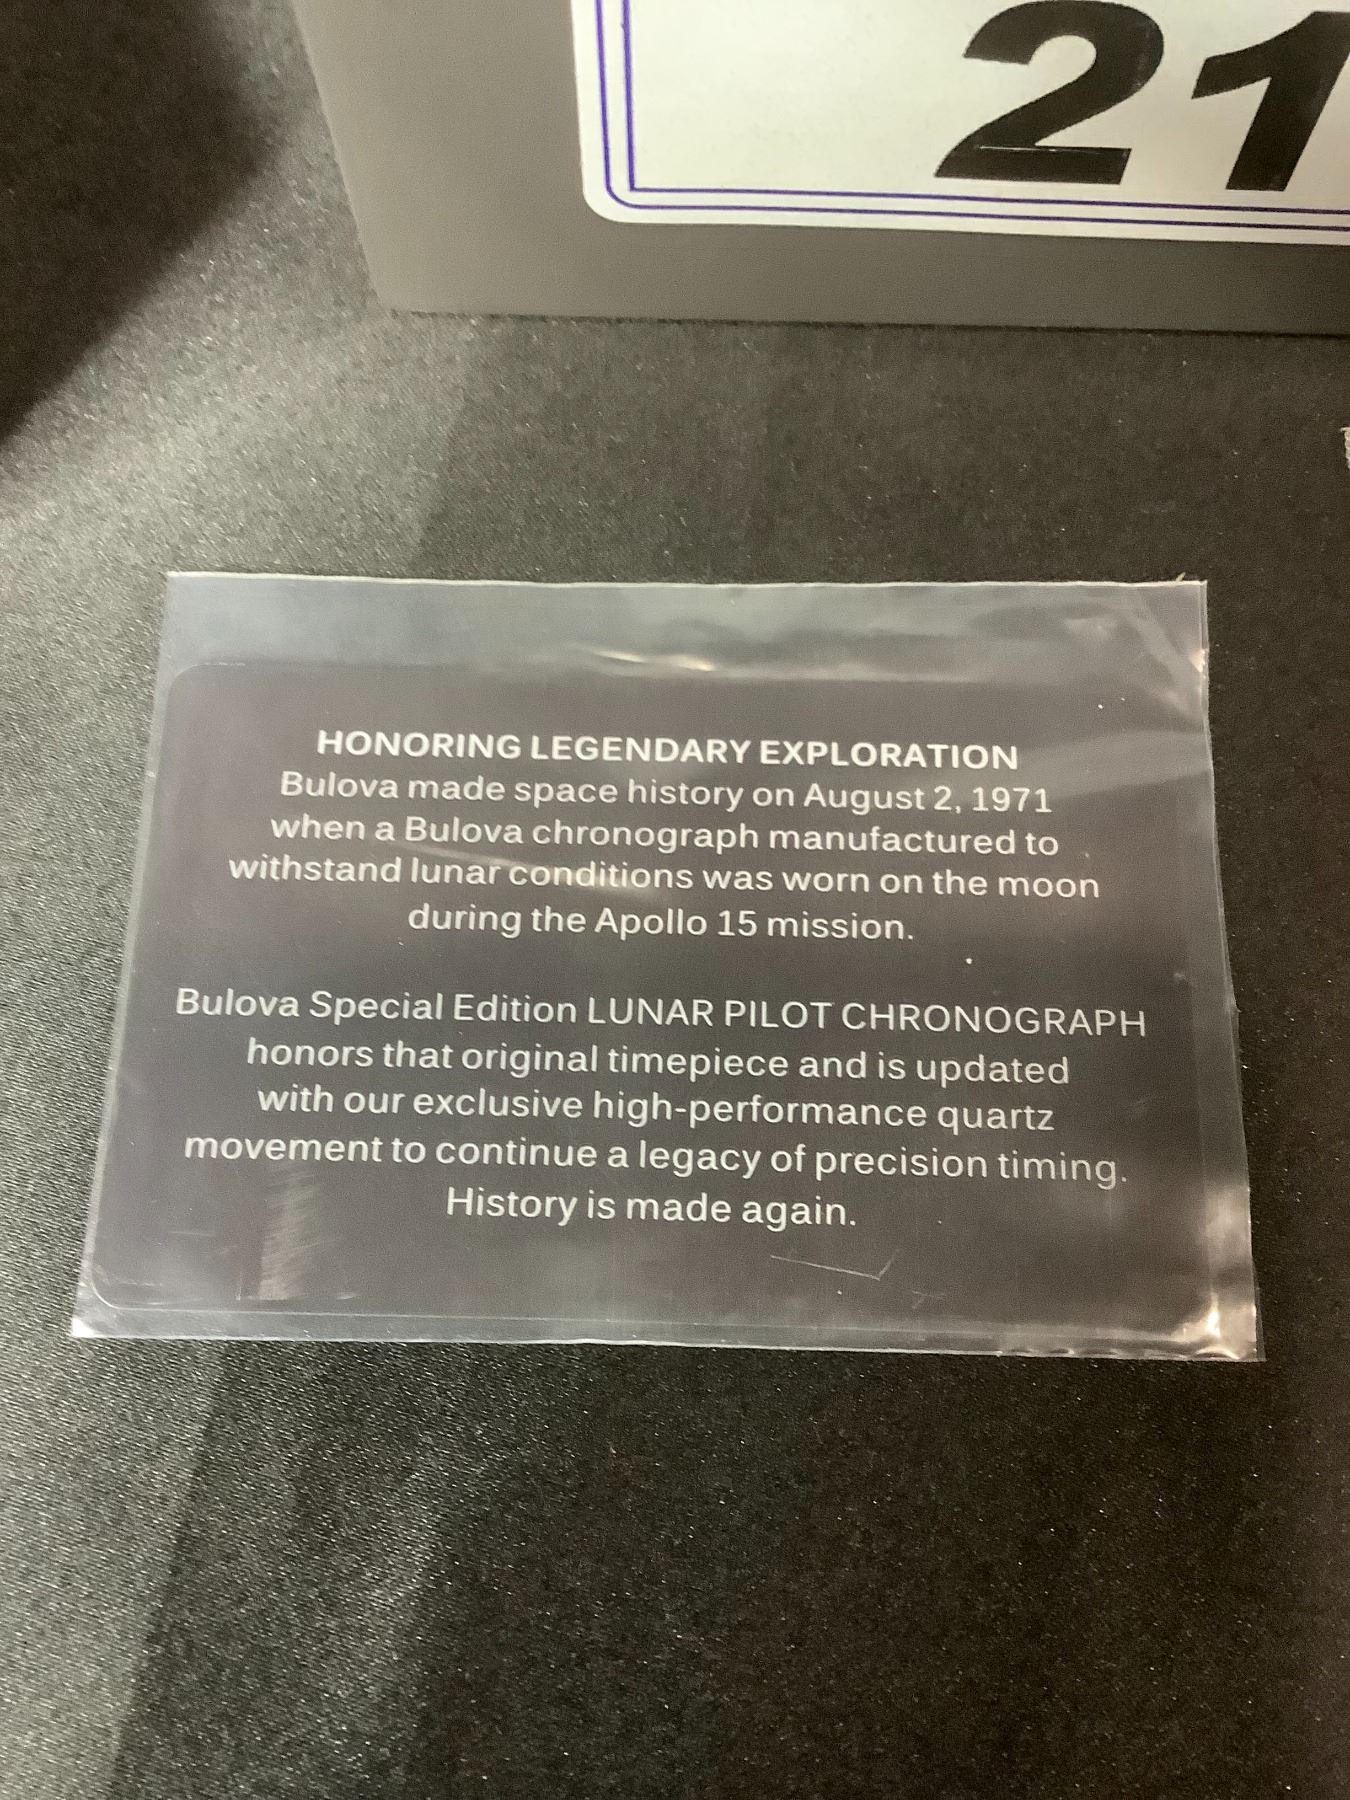 21
HONORING LEGENDARY EXPLORATION
Bulova made space history on August 2, 1971
when a Bulova chronograph manufactured to
withstand lunar conditions was worn on the moon
during the Apollo 15 mission.
Bulova Special Edition LUNAR PILOT CHRONOGRAPH
honors that original timepiece and is updated
with our exclusive high-performance quartz
movement to continue a legacy of precision timing.
History is made again.